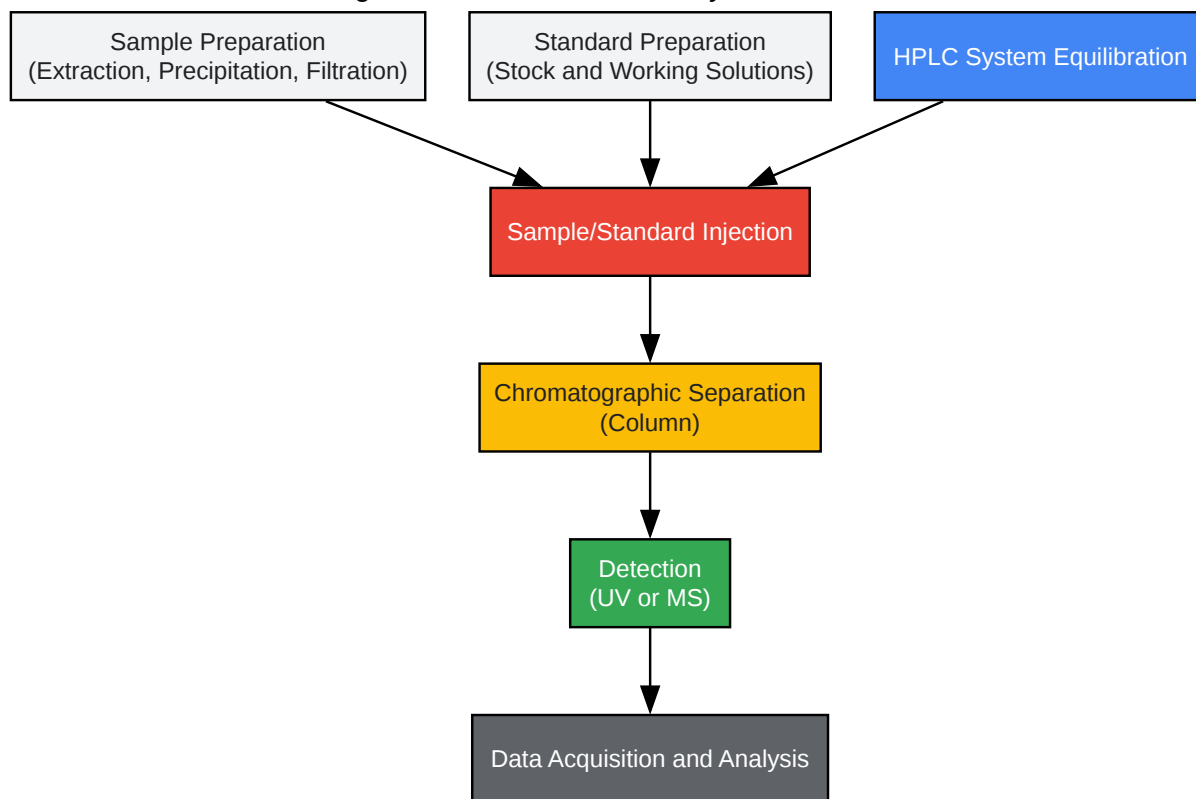 Sample Preparation
(Extraction, Precipitation, Filtration)
Standard Preparation
(Stock and Working Solutions)
HPLC System Equilibration
Sample/Standard Injection
Chromatographic Separation
(Column)
Detection
(UV or MS)
Data Acquisition and Analysis